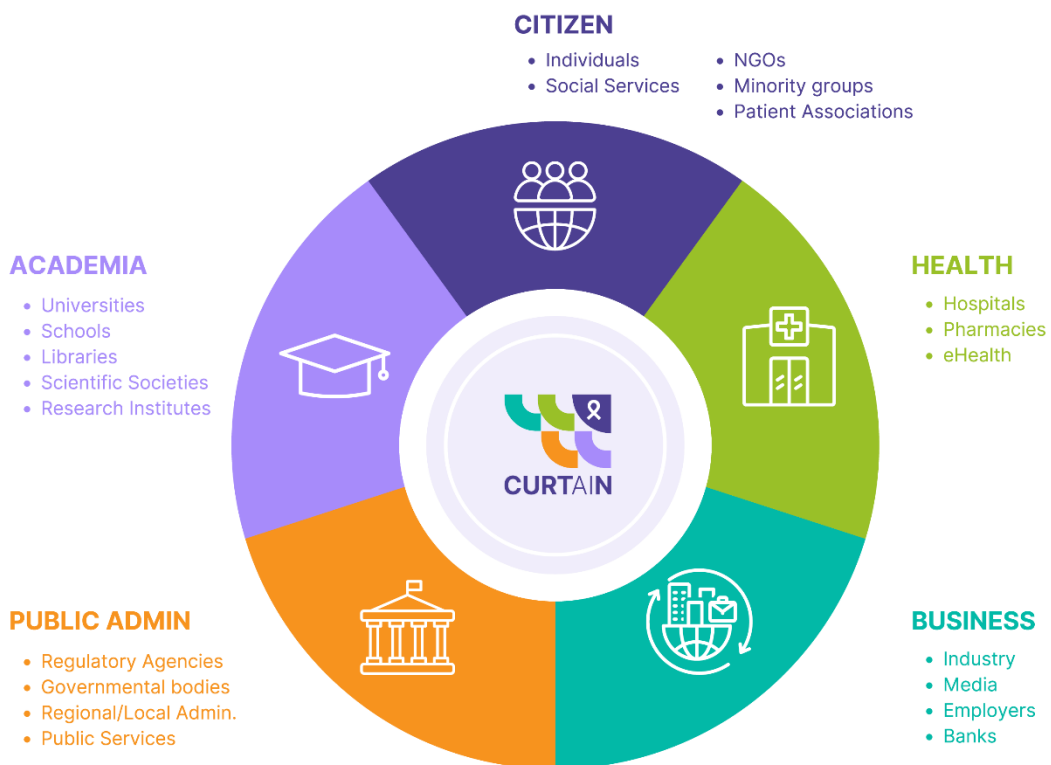 CITIZEN
• Individuals
• Social Services
• NGOs
• Minority groups
• Patient Associations
ACADEMIA
• Universities
• Schools
• Libraries
• Scientific Societies
• Research Institutes
HEALTH
• Hospitals
• Pharmacies
• eHealth
CURTAIN
PUBLIC ADMIN
• Regulatory Agencies
• Governmental bodies
• Regional/Local Admin.
• Public Services
BUSINESS
• Industry
• Media
• Employers
• Banks